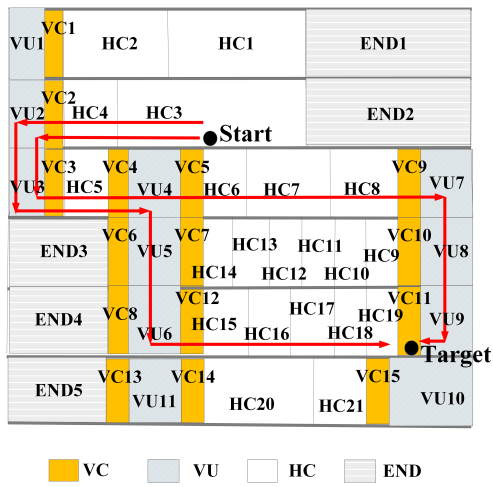 VU1 VC1 HC2 HC1 END1
VU2 VC2 HC4 HC3 END2
Start
VU3 VC3 HC5 VC4 VU4 VC5 HC6 HC7 HC8 VC9 VU7
END3 VC6 VU5 VC7 HC14 HC13 HC12 HC11 HC10 HC9 VC10 VU8
END4 VC8 VU6 VC12 HC15 HC16 HC17 HC18 HC19 VC11 VU9
Target
END5 VC13 VU11 VC14 HC20 HC21 VC15 VU10
VC VU HC END